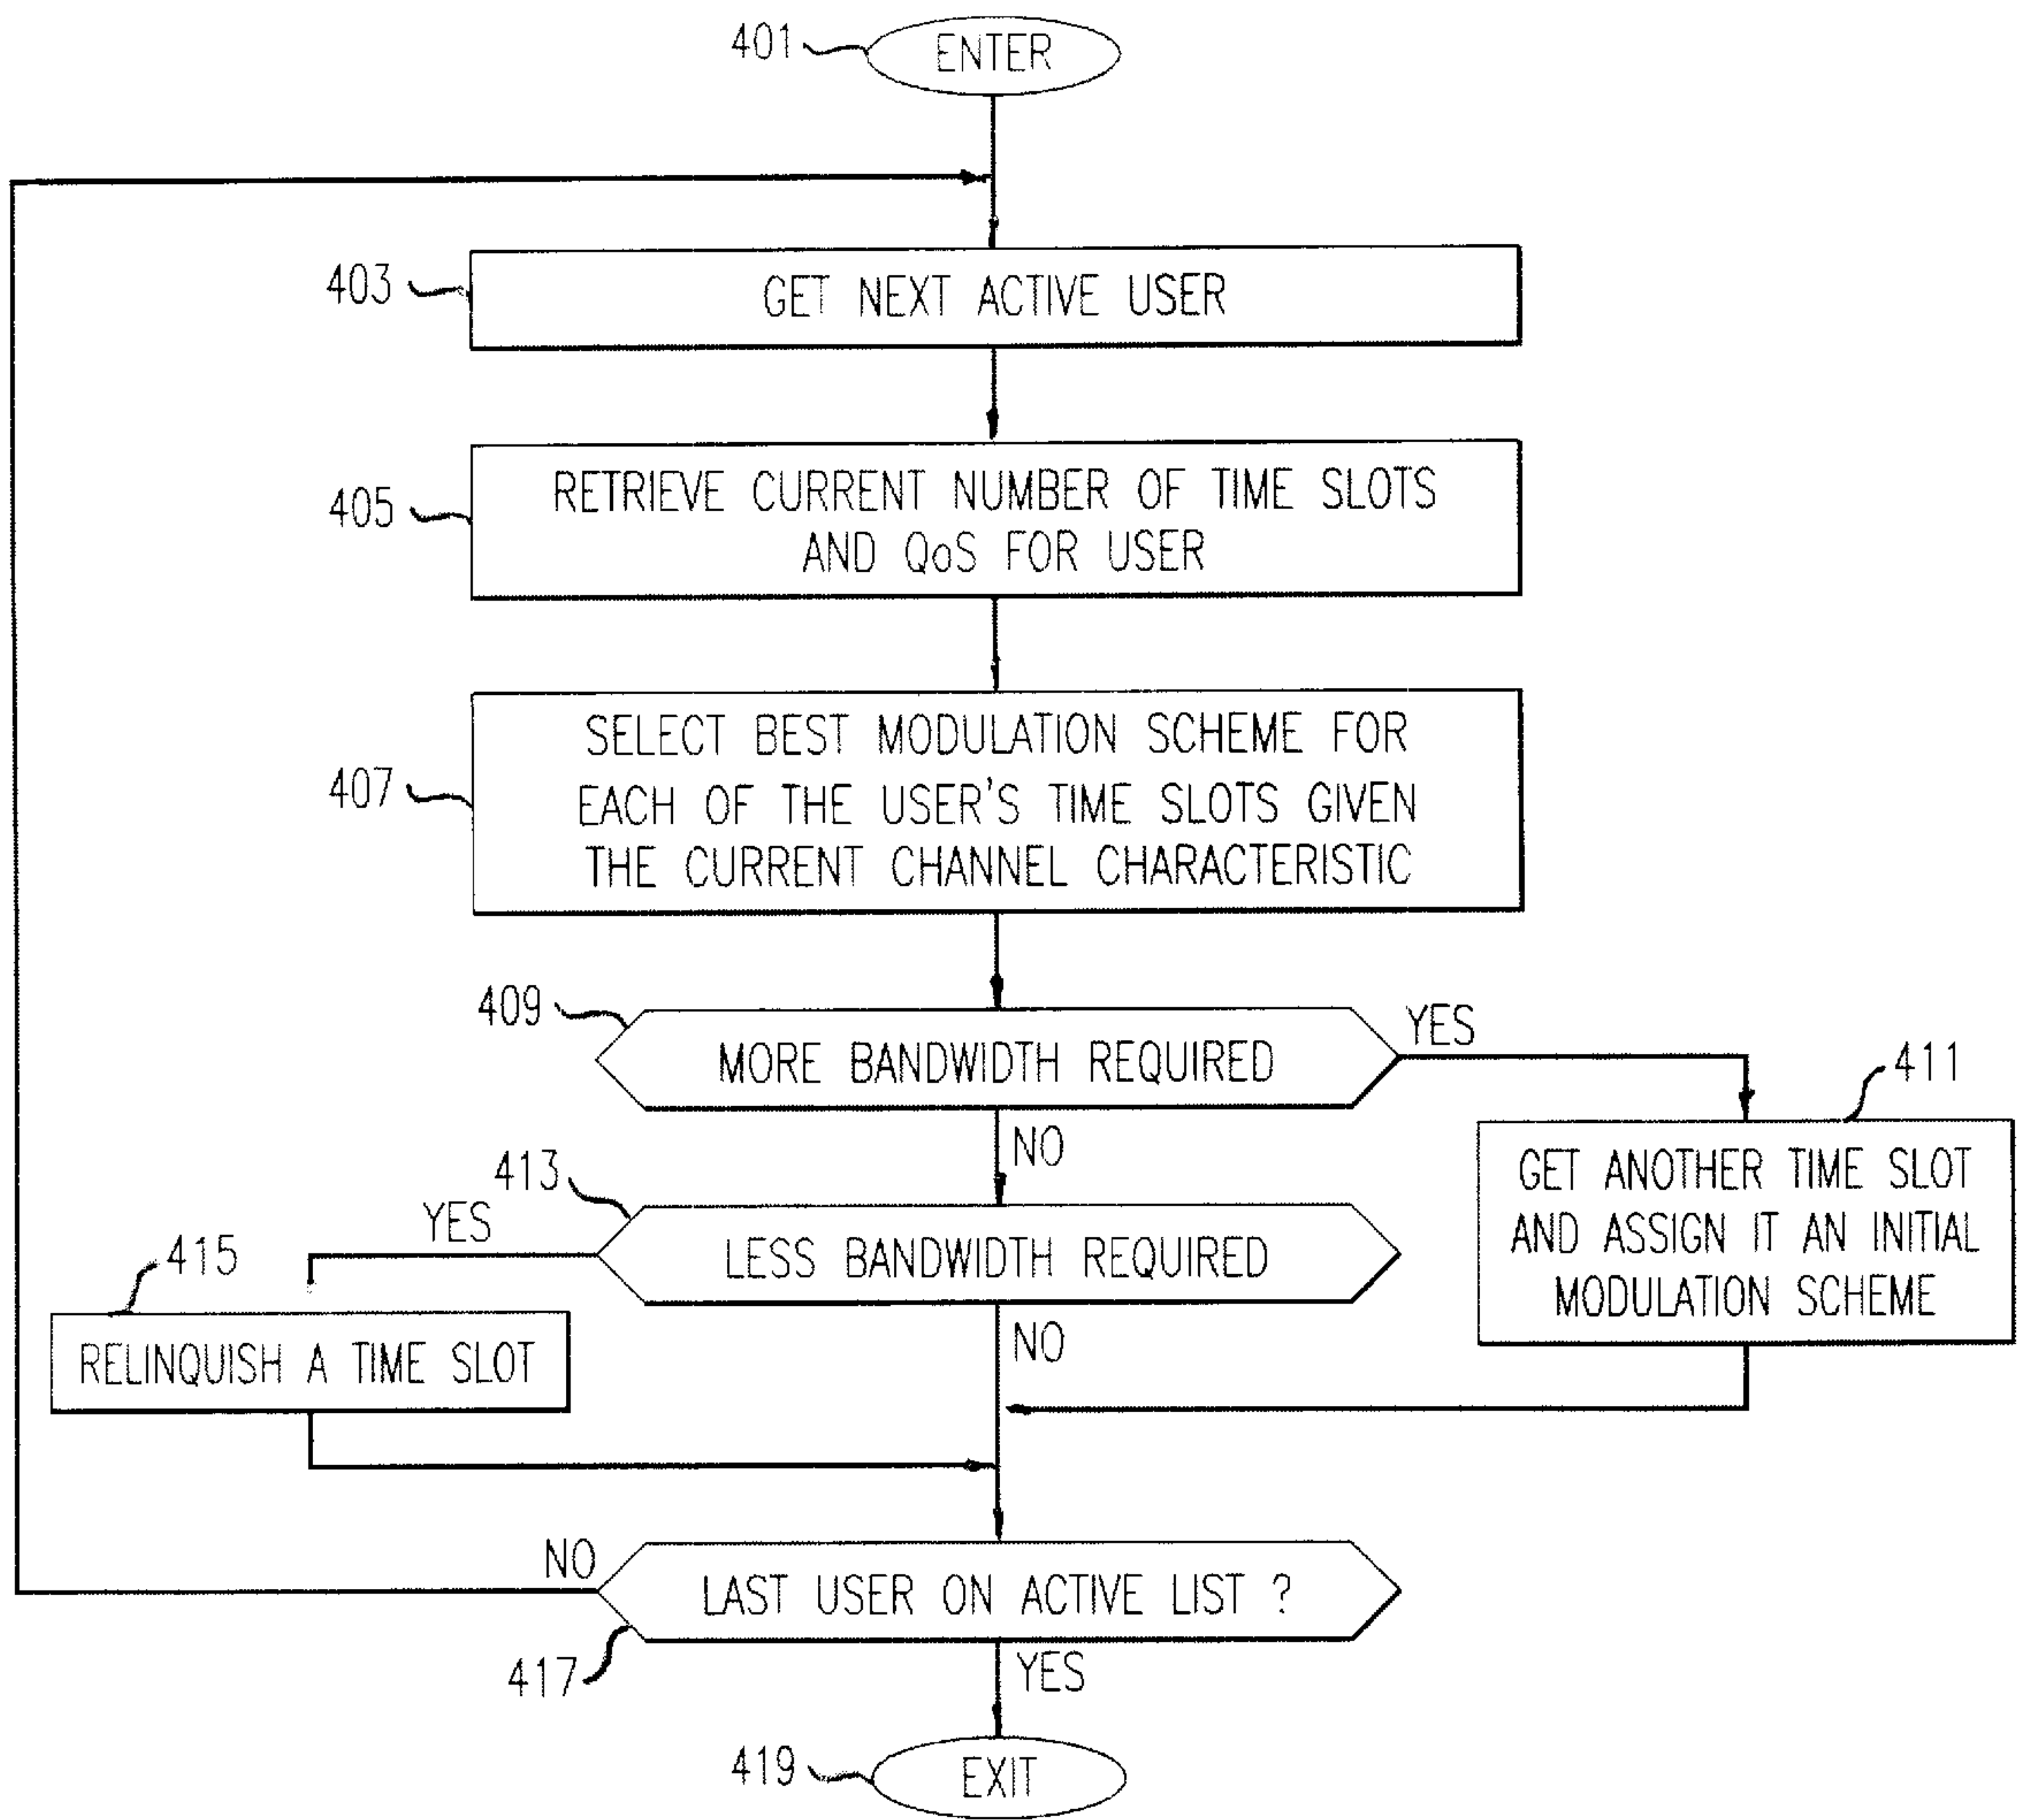 401
ENTER
403
GET NEXT ACTIVE USER
405
RETRIEVE CURRENT NUMBER OF TIME SLOTS
AND QoS FOR USER
407
SELECT BEST MODULATION SCHEME FOR
EACH OF THE USER'S TIME SLOTS GIVEN
THE CURRENT CHANNEL CHARACTERISTIC
409
MORE BANDWIDTH REQUIRED
YES
411
GET ANOTHER TIME SLOT
AND ASSIGN IT AN INITIAL
MODULATION SCHEME
NO
413
LESS BANDWIDTH REQUIRED
YES
415
RELINQUISH A TIME SLOT
NO
417
LAST USER ON ACTIVE LIST ?
NO
YES
419
EXIT